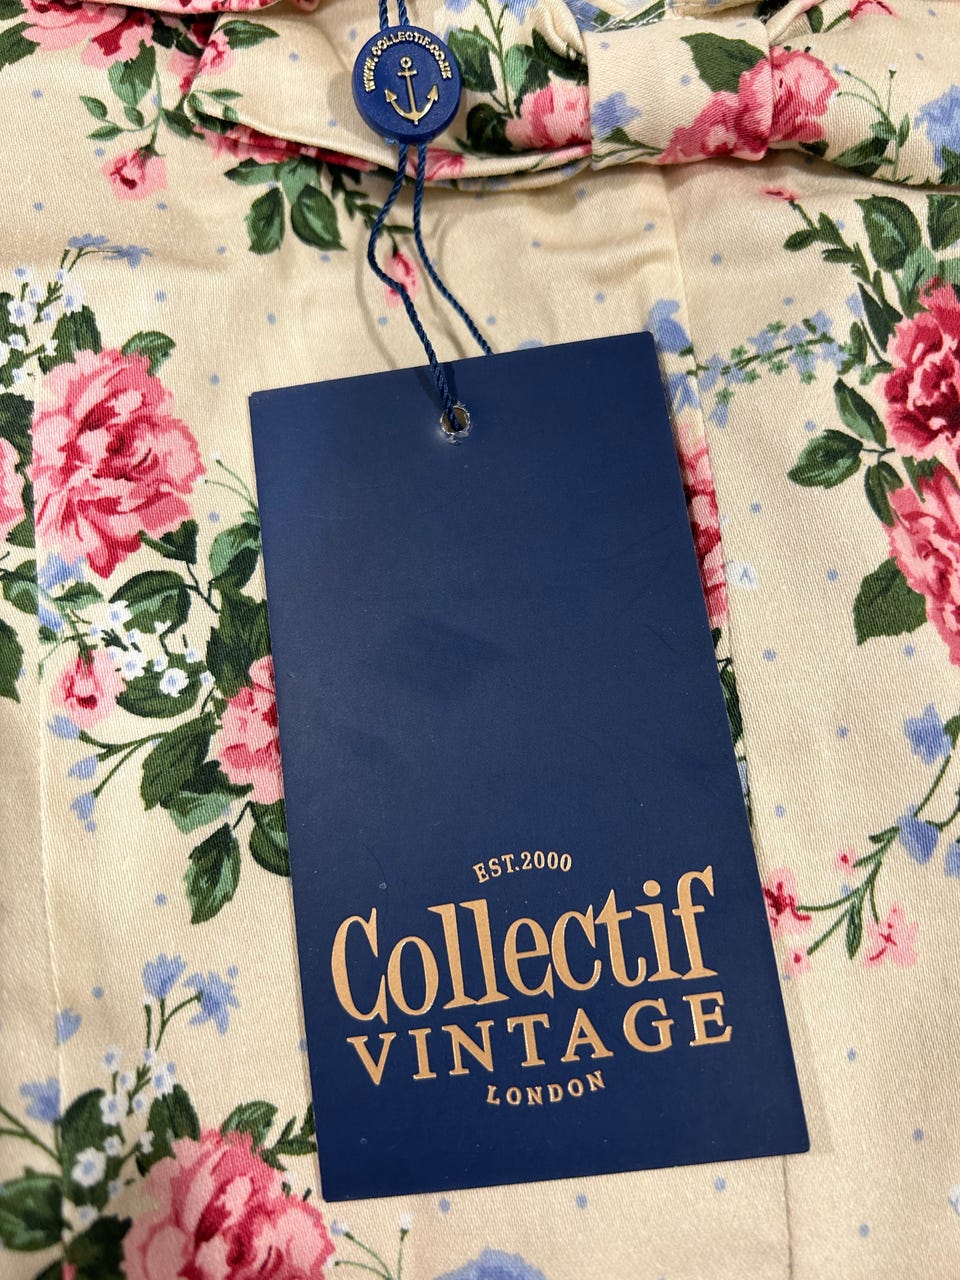 WWW.COLLECTIF.CO.UK
EST.2000
Collectif
VINTAGE
LONDON